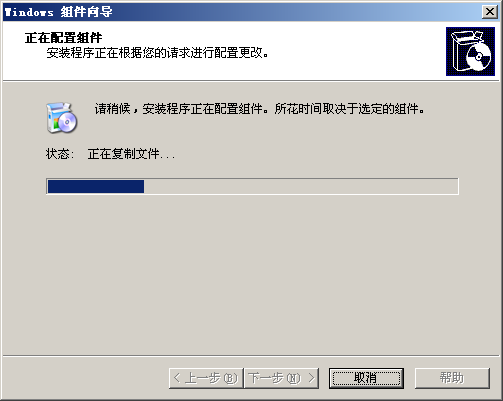 Windows 组件向导
正在配置组件
安装程序正在根据您的请求进行配置更改。
请稍候，安装程序正在配置组件。所花时间取决于选定的组件。
状态: 正在复制文件...
< 上一步(B) 下一步(N) > 取消 帮助